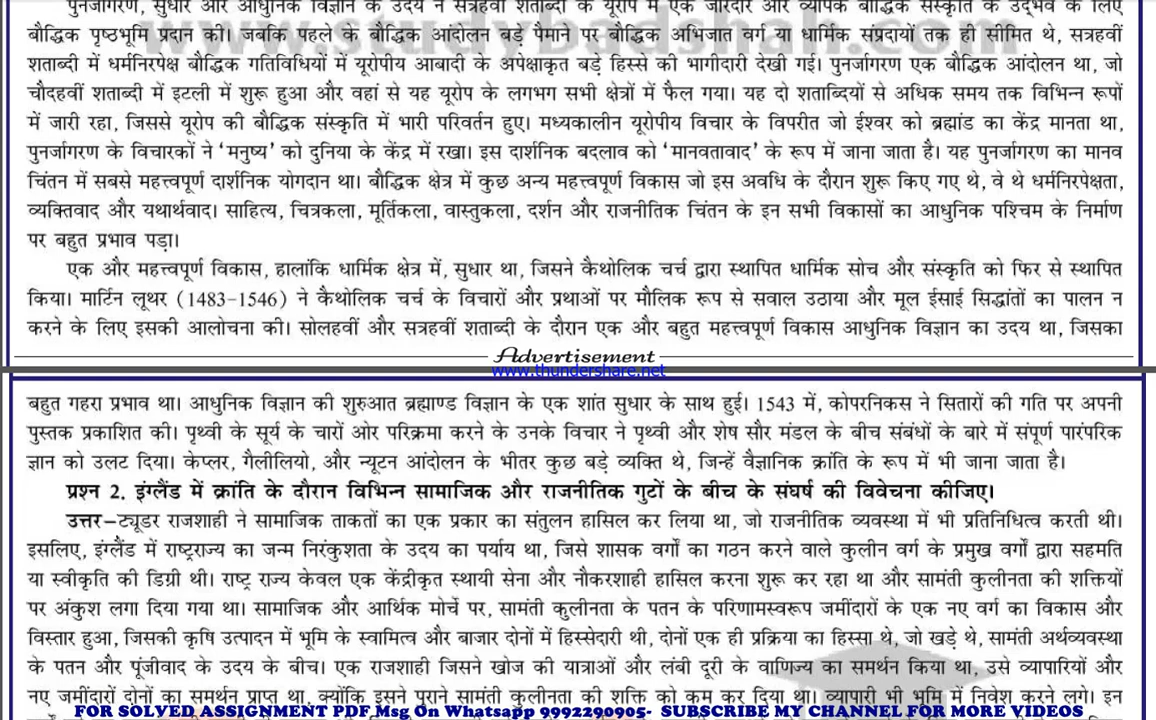 पुनर्जागरण, सुधार और आधुनिक विज्ञान के उदय ने सत्रहवीं शताब्दी के यूरोप में एक जोरदार और व्यापक बौद्धिक संस्कृति के उद्‌भव के लिए
बौद्धिक पृष्ठभूमि प्रदान की। जबकि पहले के बौद्धिक आंदोलन बड़े पैमाने पर बौद्धिक अभिजात वर्ग या धार्मिक संप्रदायों तक ही सीमित थे, सत्रहवीं
शताब्दी में धर्मनिरपेक्ष बौद्धिक गतिविधियों में यूरोपीय आबादी के अपेक्षाकृत बड़े हिस्से की भागीदारी देखी गई। पुनर्जागरण एक बौद्धिक आंदोलन था, जो
चौदहवीं शताब्दी में इटली में शुरू हुआ और वहां से यह यूरोप के लगभग सभी क्षेत्रों में फैल गया। यह दो शताब्दियों से अधिक समय तक विभिन्न रूपों
में जारी रहा, जिससे यूरोप की बौद्धिक संस्कृति में भारी परिवर्तन हुए। मध्यकालीन यूरोपीय विचार के विपरीत जो ईश्वर को ब्रह्मांड का केंद्र मानता था,
पुनर्जागरण के विचारकों ने ‘मनुष्य’ को दुनिया के केंद्र में रखा। इस दार्शनिक बदलाव को ‘मानवतावाद’ के रूप में जाना जाता है। यह पुनर्जागरण का मानव
चिंतन में सबसे महत्त्वपूर्ण दार्शनिक योगदान था। बौद्धिक क्षेत्र में कुछ अन्य महत्त्वपूर्ण विकास जो इस अवधि के दौरान शुरू किए गए थे, वे थे धर्मनिरपेक्षता,
व्यक्तिवाद और यथार्थवाद। साहित्य, चित्रकला, मूर्तिकला, वास्तुकला, दर्शन और राजनीतिक चिंतन के इन सभी विकासों का आधुनिक पश्चिम के निर्माण
पर बहुत प्रभाव पड़ा।
एक और महत्त्वपूर्ण विकास, हालांकि धार्मिक क्षेत्र में, सुधार था, जिसने कैथोलिक चर्च द्वारा स्थापित धार्मिक सोच और संस्कृति को फिर से स्थापित
किया। मार्टिन लूथर (1483-1546) ने कैथोलिक चर्च के विचारों और प्रथाओं पर मौलिक रूप से सवाल उठाया और मूल ईसाई सिद्धांतों का पालन न
करने के लिए इसकी आलोचना की। सोलहवीं और सत्रहवीं शताब्दी के दौरान एक और बहुत महत्त्वपूर्ण विकास आधुनिक विज्ञान का उदय था, जिसका
Advertisement
www.thundershare.net
बहुत गहरा प्रभाव था। आधुनिक विज्ञान की शुरुआत ब्रह्माण्ड विज्ञान के एक शांत सुधार के साथ हुई। 1543 में, कोपरनिकस ने सितारों की गति पर अपनी
पुस्तक प्रकाशित की। पृथ्वी के सूर्य के चारों ओर परिक्रमा करने के उनके विचार ने पृथ्वी और शेष सौर मंडल के बीच संबंधों के बारे में संपूर्ण पारंपरिक
ज्ञान को उलट दिया। केप्लर, गैलीलियो, और न्यूटन आंदोलन के भीतर कुछ बड़े व्यक्ति थे, जिन्हें वैज्ञानिक क्रांति के रूप में भी जाना जाता है।
प्रश्न 2. इंग्लैंड में क्रांति के दौरान विभिन्न सामाजिक और राजनीतिक गुटों के बीच के संघर्ष की विवेचना कीजिए।
उत्तर–ट्यूडर राजशाही ने सामाजिक ताकतों का एक प्रकार का संतुलन हासिल कर लिया था, जो राजनीतिक व्यवस्था में भी प्रतिनिधित्व करती थी।
इसलिए, इंग्लैंड में राष्ट्रराज्य का जन्म निरंकुशता के उदय का पर्याय था, जिसे शासक वर्गों का गठन करने वाले कुलीन वर्ग के प्रमुख वर्गों द्वारा सहमति
या स्वीकृति की डिग्री थी। राष्ट्र राज्य केवल एक केंद्रीकृत स्थायी सेना और नौकरशाही हासिल करना शुरू कर रहा था और सामंती कुलीनता की शक्तियों
पर अंकुश लगा दिया गया था। सामाजिक और आर्थिक मोर्चे पर, सामंती कुलीनता के पतन के परिणामस्वरूप जमींदारों के एक नए वर्ग का विकास और
विस्तार हुआ, जिसकी कृषि उत्पादन में भूमि के स्वामित्व और बाजार दोनों में हिस्सेदारी थी, दोनों एक ही प्रक्रिया का हिस्सा थे, जो खड़े थे, सामंती अर्थव्यवस्था
के पतन और पूंजीवाद के उदय के बीच। एक राजशाही जिसने खोज की यात्राओं और लंबी दूरी के वाणिज्य का समर्थन किया था, उसे व्यापारियों और
नए जमींदारों दोनों का समर्थन प्राप्त था, क्योंकि इसने पुराने सामंती कुलीनता की शक्ति को कम कर दिया था। व्यापारी भी भूमि में निवेश करने लगे। इन
FOR SOLVED ASSIGNMENT PDF Msg On Whatsapp 9992290905- SUBSCRIBE MY CHANNEL FOR MORE VIDEOS